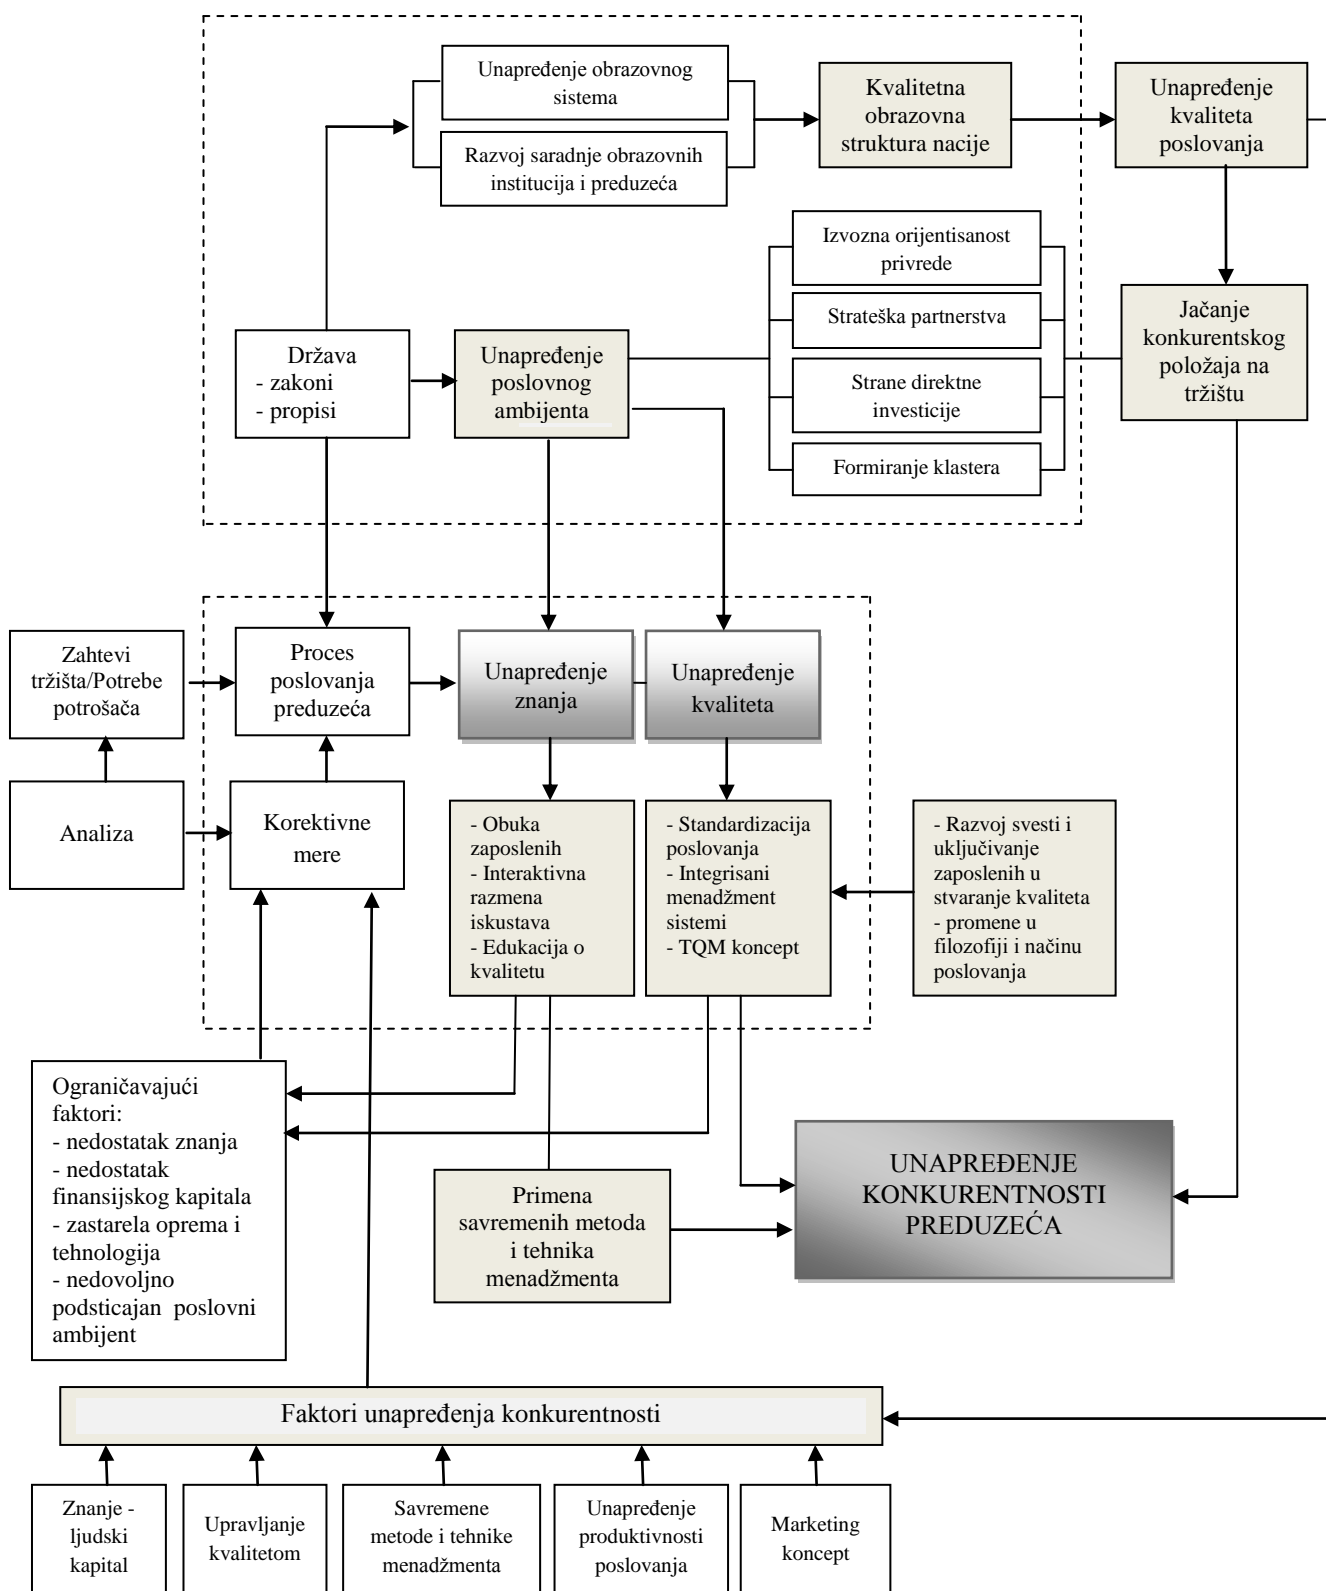 Unapređenje obrazovnog
sistema
Razvoj saradnje obrazovnih
institucija i preduzeća
Kvalitetna
obrazovna
struktura nacije
Unapređenje
kvaliteta
poslovanja
Izvozna orijentisanost
privrede
Strateška partnerstva
Strane direktne
investicije
Formiranje klastera
Jačanje
konkurentskog
položaja na
tržištu
Država
- zakoni
- propisi
Unapređenje
poslovnog
ambijenta
Zahtevi
tržišta/Potrebe
potrošača
Proces
poslovanja
preduzeća
Unapređenje
znanja
Unapređenje
kvaliteta
Analiza
Korektivne
mere
- Obuka
zaposlenih
- Interaktivna
razmena
iskustava
- Edukacija o
kvalitetu
- Standardizacija
poslovanja
- Integrisani
menadžment
sistemi
- TQM koncept
- Razvoj svesti i
uključivanje
zaposlenih u
stvaranje kvaliteta
- promene u
filozofiji i načinu
poslovanja
Ograničavajući
faktori:
- nedostatak znanja
- nedostatak
finansijskog kapitala
- zastarela oprema i
tehnologija
- nedovoljno
podsticajan poslovni
ambijent
Primena
savremenih metoda
i tehnika
menadžmenta
UNAPREĐENJE
KONKURENTNOSTI
PREDUZEĆA
Faktori unapređenja konkurentnosti
Znanje -
ljudski
kapital
Upravljanje
kvalitetom
Savremene
metode i tehnike
menadžmenta
Unapređenje
produktivnosti
poslovanja
Marketing
koncept